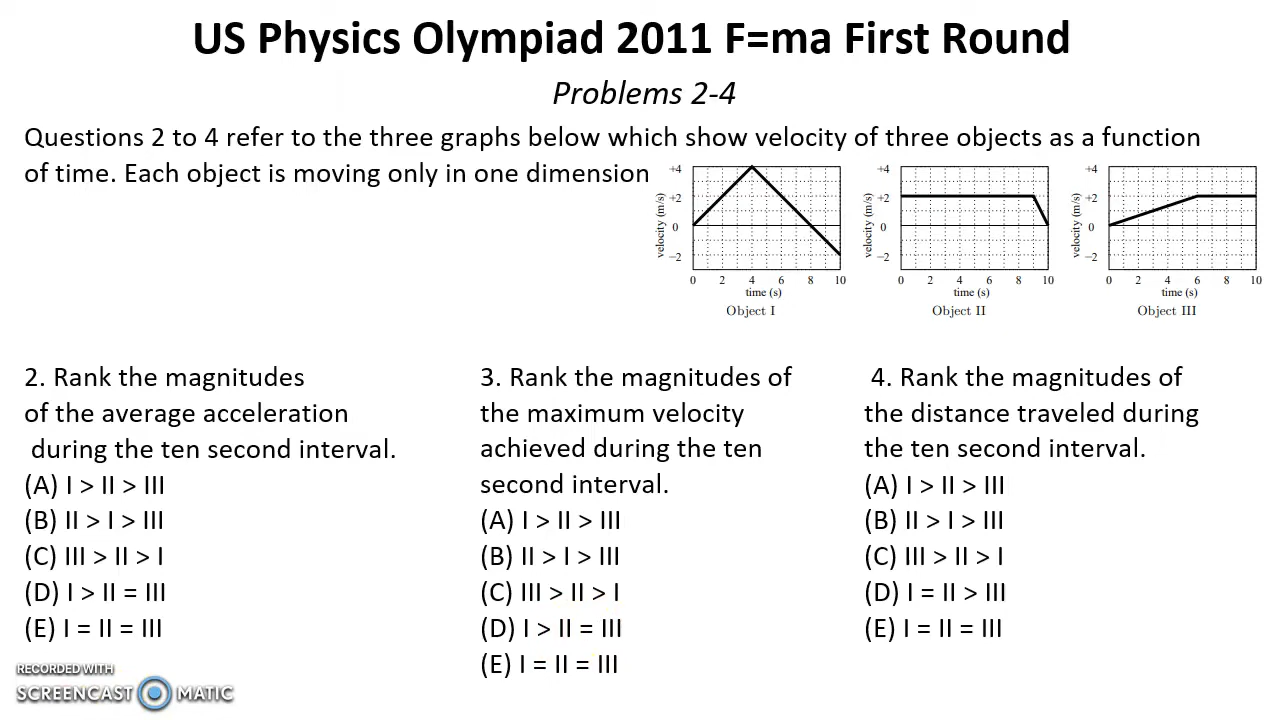 US Physics Olympiad 2011 F=ma First Round
Problems 2-4
Questions 2 to 4 refer to the three graphs below which show velocity of three objects as a function
of time. Each object is moving only in one dimension
+4
+2
0
−2
velocity (m/s)
0 2 4 6 8 10
time (s)
Object I
+4
+2
0
−2
velocity (m/s)
0 2 4 6 8 10
time (s)
Object II
+4
+2
0
−2
velocity (m/s)
0 2 4 6 8 10
time (s)
Object III
2. Rank the magnitudes
of the average acceleration
during the ten second interval.
(A) I > II > III
(B) II > I > III
(C) III > II > I
(D) I > II = III
(E) I = II = III
3. Rank the magnitudes of
the maximum velocity
achieved during the ten
second interval.
(A) I > II > III
(B) II > I > III
(C) III > II > I
(D) I > II = III
(E) I = II = III
4. Rank the magnitudes of
the distance traveled during
the ten second interval.
(A) I > II > III
(B) II > I > III
(C) III > II > I
(D) I = II > III
(E) I = II = III
RECORDED WITH
SCREENCAST MATIC